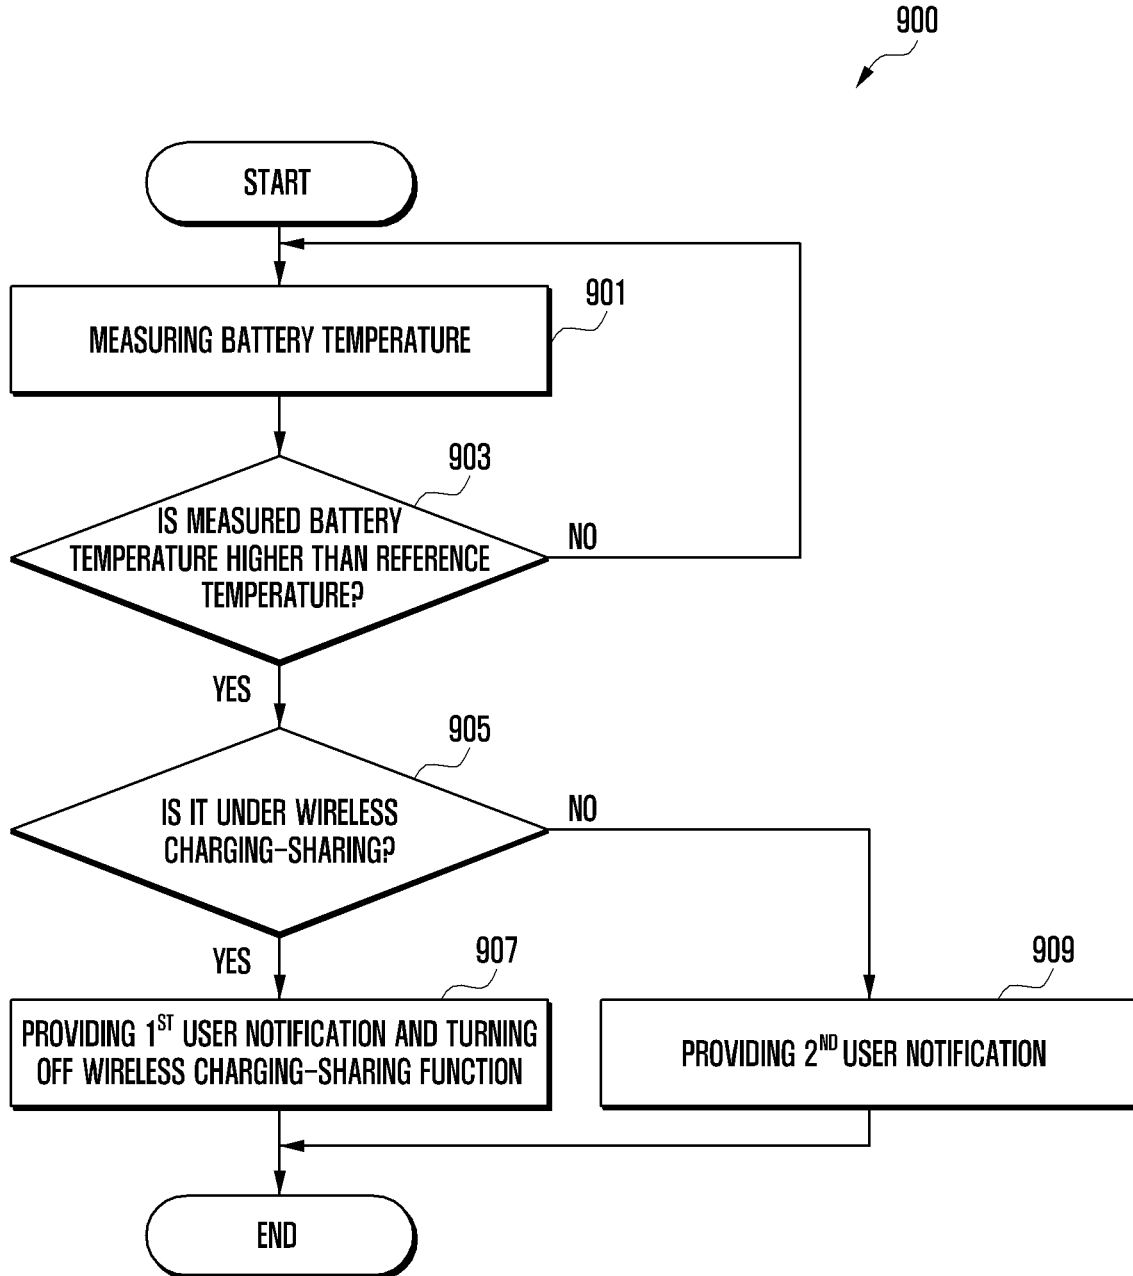 900
START
901
MEASURING BATTERY TEMPERATURE
903
IS MEASURED BATTERY
TEMPERATURE HIGHER THAN REFERENCE
TEMPERATURE?
NO
YES
905
IS IT UNDER WIRELESS
CHARGING–SHARING?
NO
YES
907
PROVIDING 1ST USER NOTIFICATION AND TURNING
OFF WIRELESS CHARGING–SHARING FUNCTION
909
PROVIDING 2ND USER NOTIFICATION
END